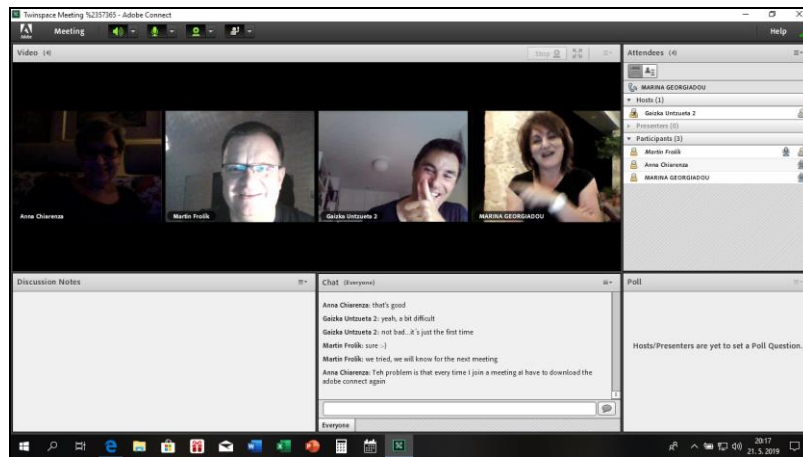 Twinspace Meeting %2357365 - Adobe Connect
Adobe
Meeting
Help
Video (4)
Stop
Anna Chiarenza
Martin Frolík
Gaizka Untzueta 2
MARINA GEORGIADOU
Attendees (4)
MARINA GEORGIADOU
Hosts (1)
Gaizka Untzueta 2
Presenters (0)
Participants (3)
Martin Frolík
Anna Chiarenza
MARINA GEORGIADOU
Discussion Notes
Chat (Everyone)
Anna Chiarenza: that's good
Gaizka Untzueta 2: yeah, a bit difficult
Gaizka Untzueta 2: not bad...it´s just the first time
Martin Frolík: sure :-)
Martin Frolík: we tried, we will know for the next meeting
Anna Chiarenza: Teh problem is that every time I join a meeting aI have to download the
adobe connect again
Everyone
Poll
Hosts/Presenters are yet to set a Poll Question.
20:17
21. 5. 2019